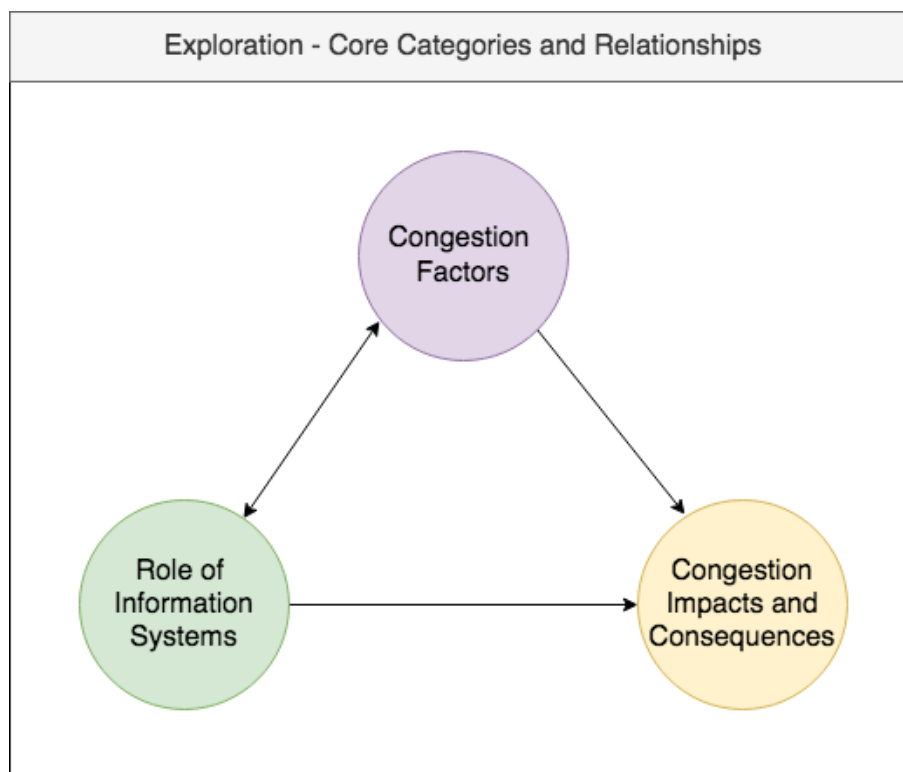 Exploration - Core Categories and Relationships
Congestion
Factors
Role of
Information
Systems
Congestion
Impacts and
Consequences